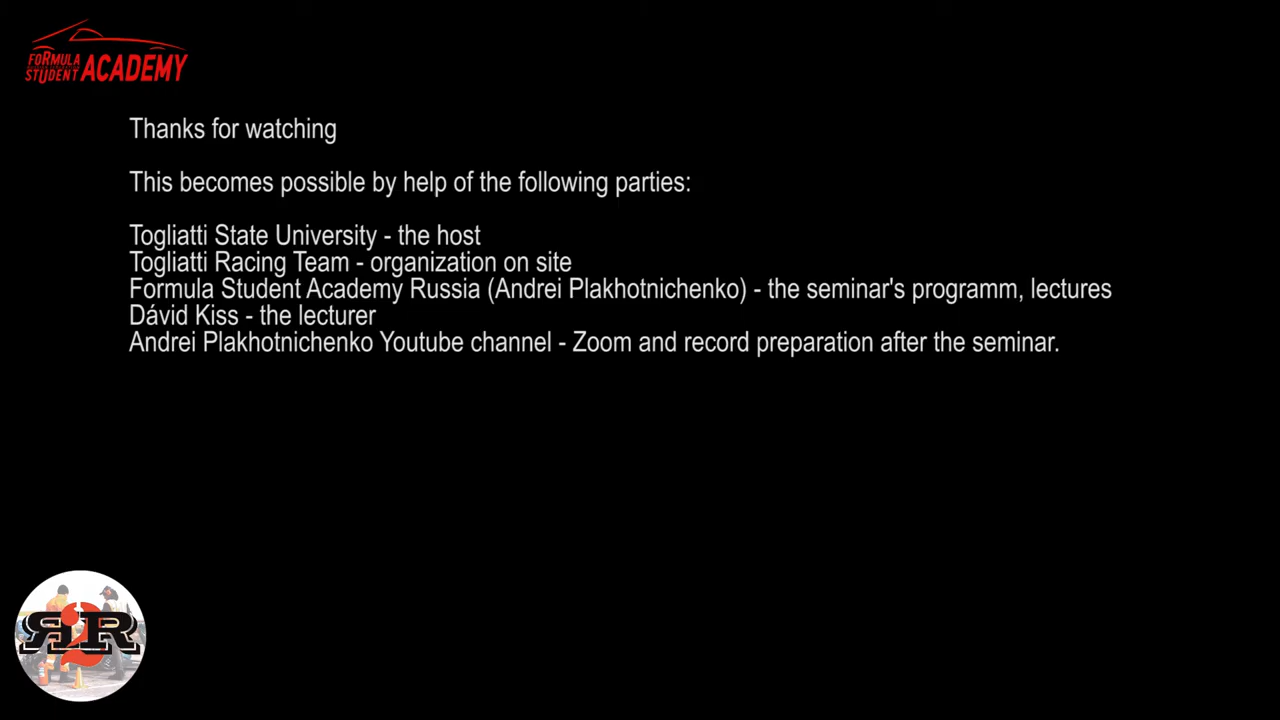 FORMULA
STUDENT ACADEMY
Thanks for watching
This becomes possible by help of the following parties:
Togliatti State University - the host
Togliatti Racing Team - organization on site
Formula Student Academy Russia (Andrei Plakhotnichenko) - the seminar's programm, lectures
Dávid Kiss - the lecturer
Andrei Plakhotnichenko Youtube channel - Zoom and record preparation after the seminar.
Я2R